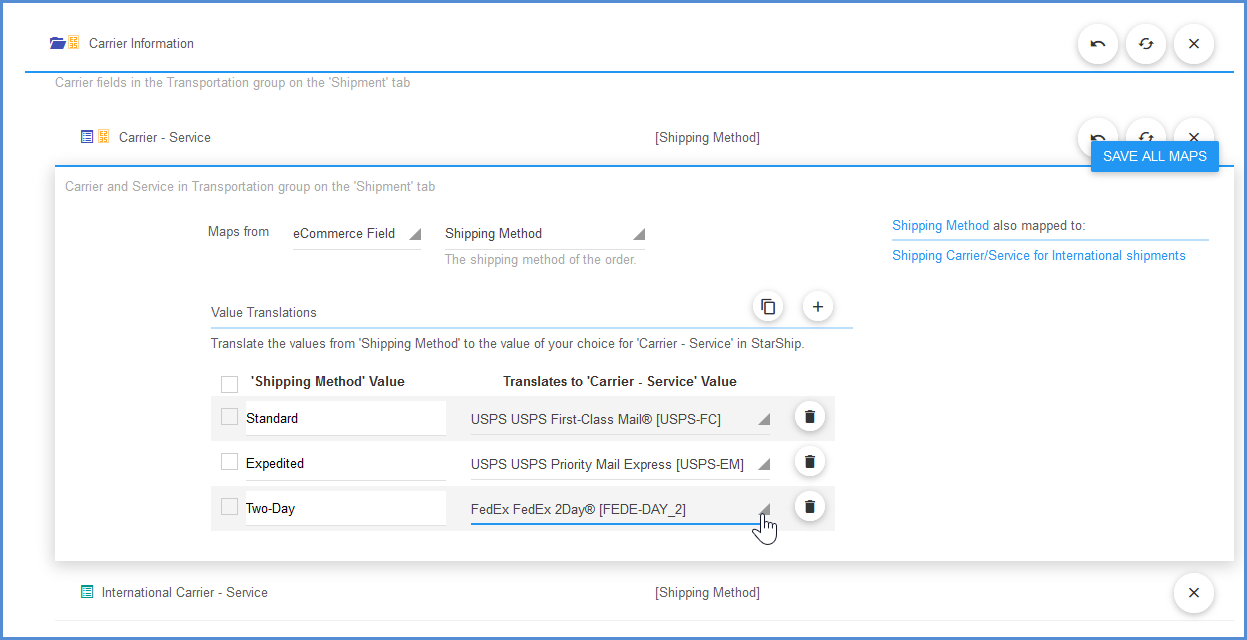 Carrier Information
Carrier fields in the Transportation group on the 'Shipment' tab
Carrier - Service [Shipping Method]
SAVE ALL MAPS
Carrier and Service in Transportation group on the 'Shipment' tab
Maps from eCommerce Field Shipping Method
The shipping method of the order.
Shipping Method also mapped to:
Shipping Carrier/Service for International shipments
Value Translations
Translate the values from 'Shipping Method' to the value of your choice for 'Carrier - Service' in StarShip.
'Shipping Method' Value Translates to 'Carrier - Service' Value
Standard USPS USPS First-Class Mail® [USPS-FC]
Expedited USPS USPS Priority Mail Express [USPS-EM]
Two-Day FedEx FedEx 2Day® [FEDE-DAY_2]
International Carrier - Service [Shipping Method]